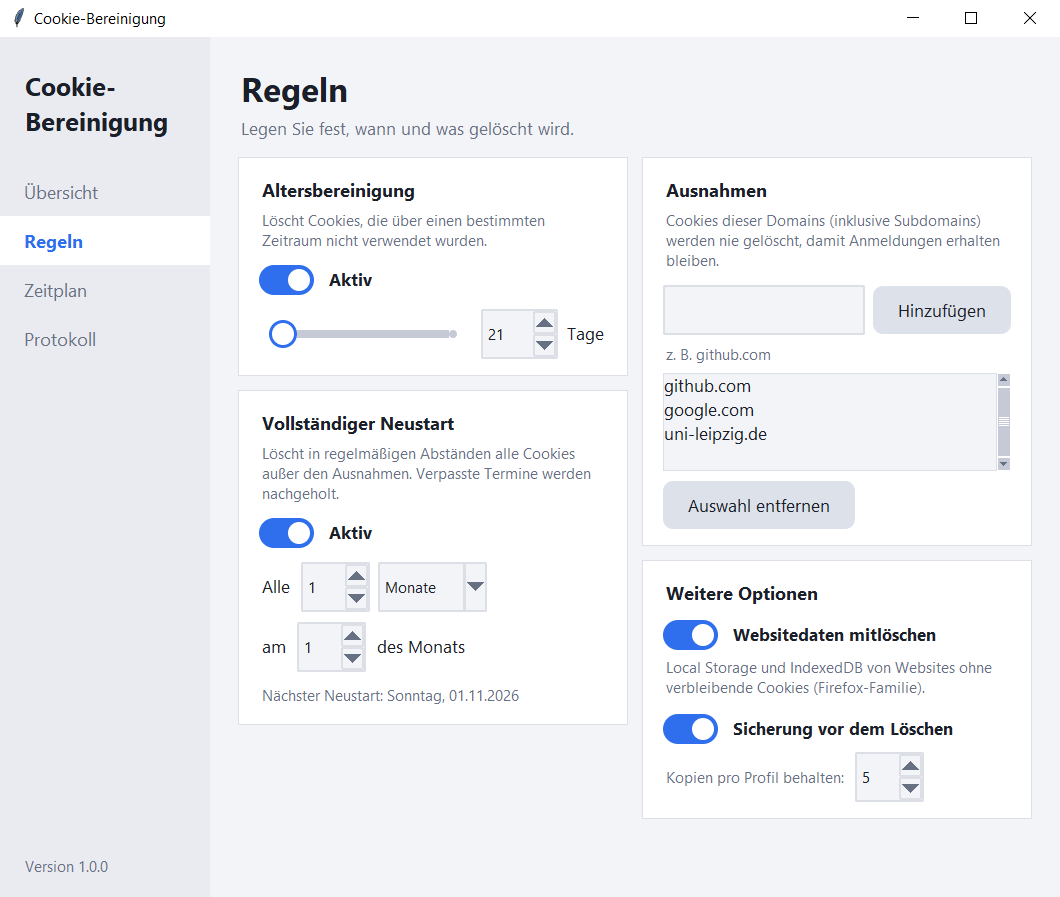 Cookie-Bereinigung
Cookie-
Bereinigung
Übersicht
Regeln
Zeitplan
Protokoll
Version 1.0.0
Regeln
Legen Sie fest, wann und was gelöscht wird.
Altersbereinigung
Löscht Cookies, die über einen bestimmten
Zeitraum nicht verwendet wurden.
Aktiv
21 Tage
Vollständiger Neustart
Löscht in regelmäßigen Abständen alle Cookies
außer den Ausnahmen. Verpasste Termine werden
nachgeholt.
Aktiv
Alle 1 Monate
am 1 des Monats
Nächster Neustart: Sonntag, 01.11.2026
Ausnahmen
Cookies dieser Domains (inklusive Subdomains)
werden nie gelöscht, damit Anmeldungen erhalten
bleiben.
Hinzufügen
z. B. github.com
github.com
google.com
uni-leipzig.de
Auswahl entfernen
Weitere Optionen
Websitedaten mitlöschen
Local Storage und IndexedDB von Websites ohne
verbleibende Cookies (Firefox-Familie).
Sicherung vor dem Löschen
Kopien pro Profil behalten: 5